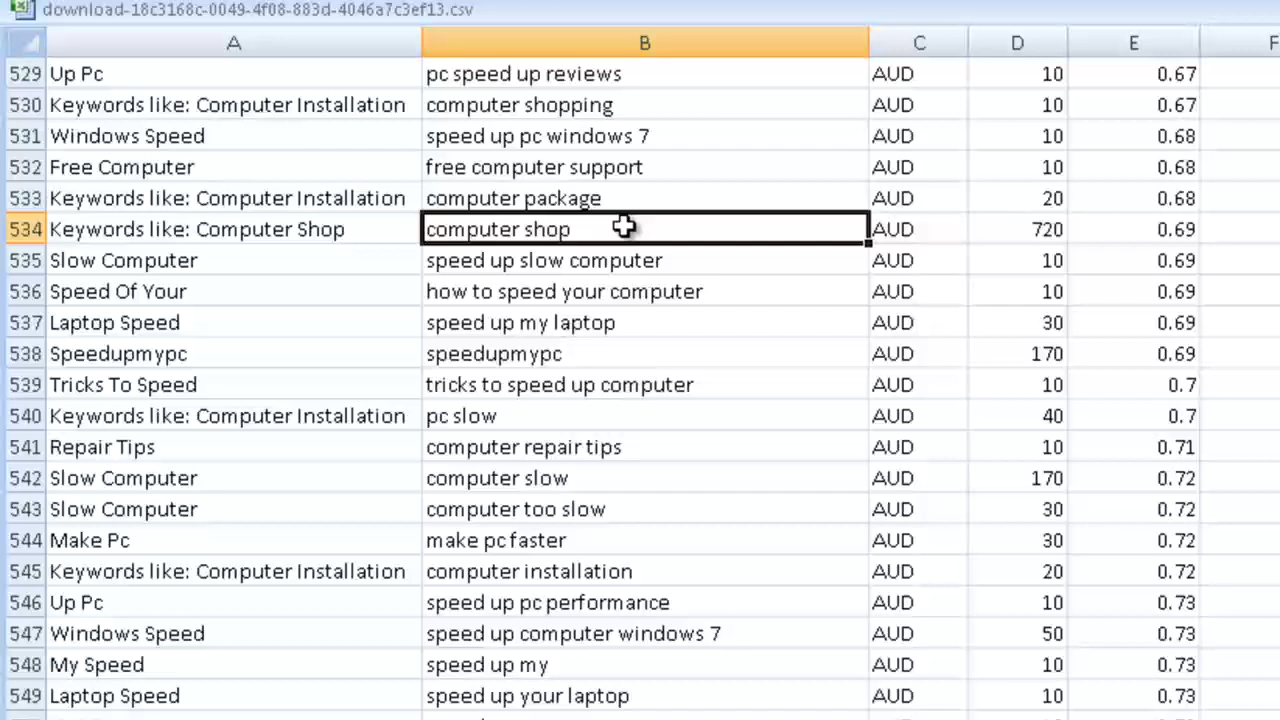 download-18c3168c-0049-4f08-883d-4046a7c3ef13.csv
A B C D E F
529 Up Pc pc speed up reviews AUD 10 0.67
530 Keywords like: Computer Installation computer shopping AUD 10 0.67
531 Windows Speed speed up pc windows 7 AUD 10 0.68
532 Free Computer free computer support AUD 10 0.68
533 Keywords like: Computer Installation computer package AUD 20 0.68
534 Keywords like: Computer Shop computer shop AUD 720 0.69
535 Slow Computer speed up slow computer AUD 10 0.69
536 Speed Of Your how to speed your computer AUD 10 0.69
537 Laptop Speed speed up my laptop AUD 30 0.69
538 Speedupmypc speedupmypc AUD 170 0.69
539 Tricks To Speed tricks to speed up computer AUD 10 0.7
540 Keywords like: Computer Installation pc slow AUD 40 0.7
541 Repair Tips computer repair tips AUD 10 0.71
542 Slow Computer computer slow AUD 170 0.72
543 Slow Computer computer too slow AUD 30 0.72
544 Make Pc make pc faster AUD 30 0.72
545 Keywords like: Computer Installation computer installation AUD 20 0.72
546 Up Pc speed up pc performance AUD 10 0.73
547 Windows Speed speed up computer windows 7 AUD 50 0.73
548 My Speed speed up my AUD 10 0.73
549 Laptop Speed speed up your laptop AUD 10 0.73